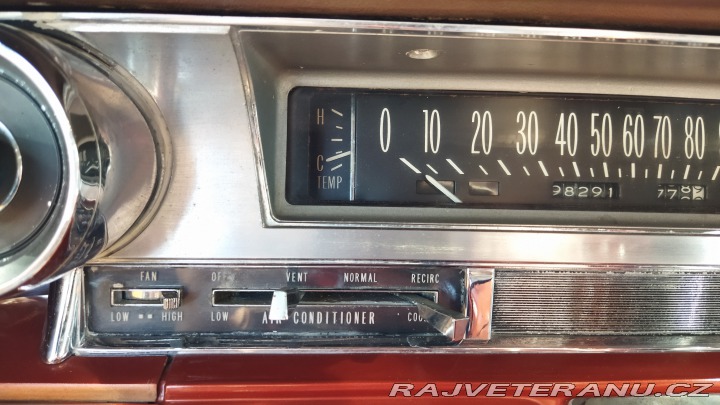 H
C
TEMP
0 10 20 30 40 50 60 70 80
98291
FAN
LOW HIGH
VENT NORMAL RECIRC
LOW AIR CONDITIONER
RAJVETERANU.CZ